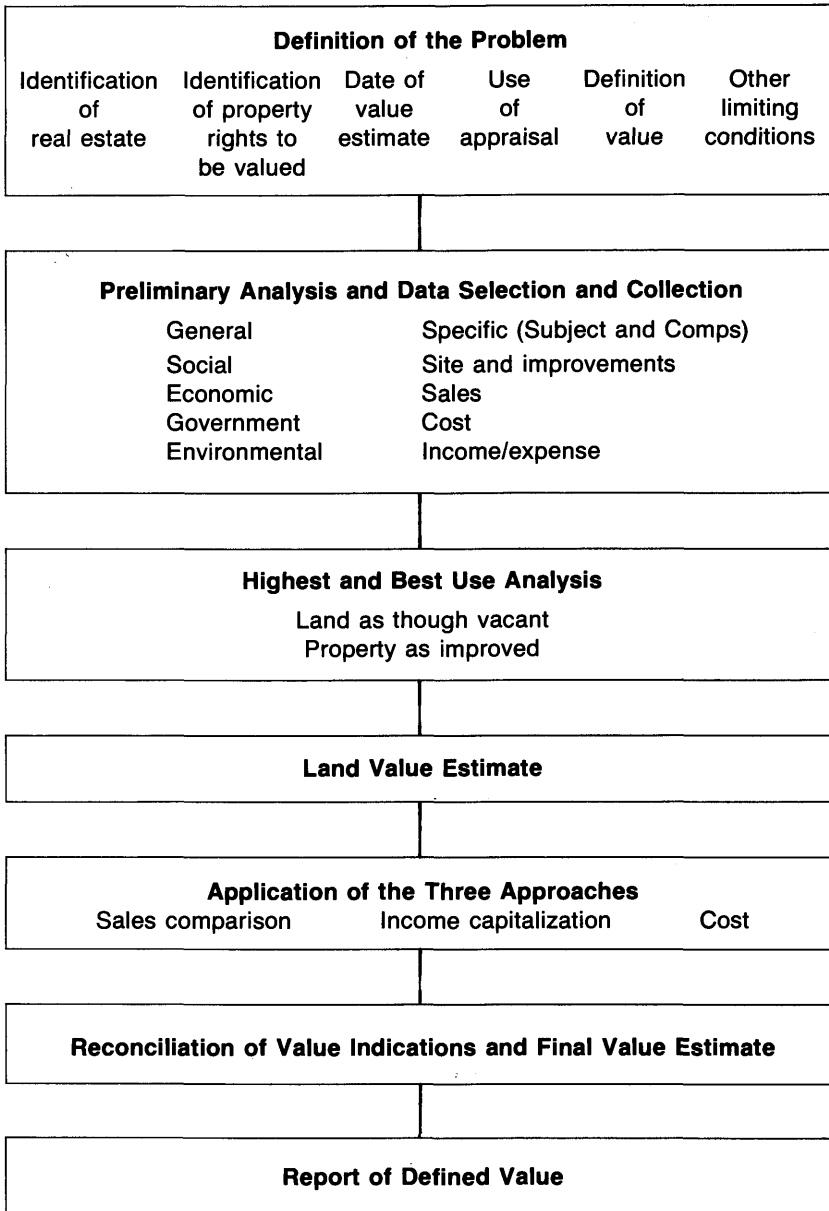 Definition of the Problem
Identification of real estate
Identification of property rights to be valued
Date of value estimate
Use of appraisal
Definition of value
Other limiting conditions
Preliminary Analysis and Data Selection and Collection
General Specific (Subject and Comps)
Social Site and improvements
Economic Sales
Government Cost
Environmental Income/expense
Highest and Best Use Analysis
Land as though vacant
Property as improved
Land Value Estimate
Application of the Three Approaches
Sales comparison Income capitalization Cost
Reconciliation of Value Indications and Final Value Estimate
Report of Defined Value